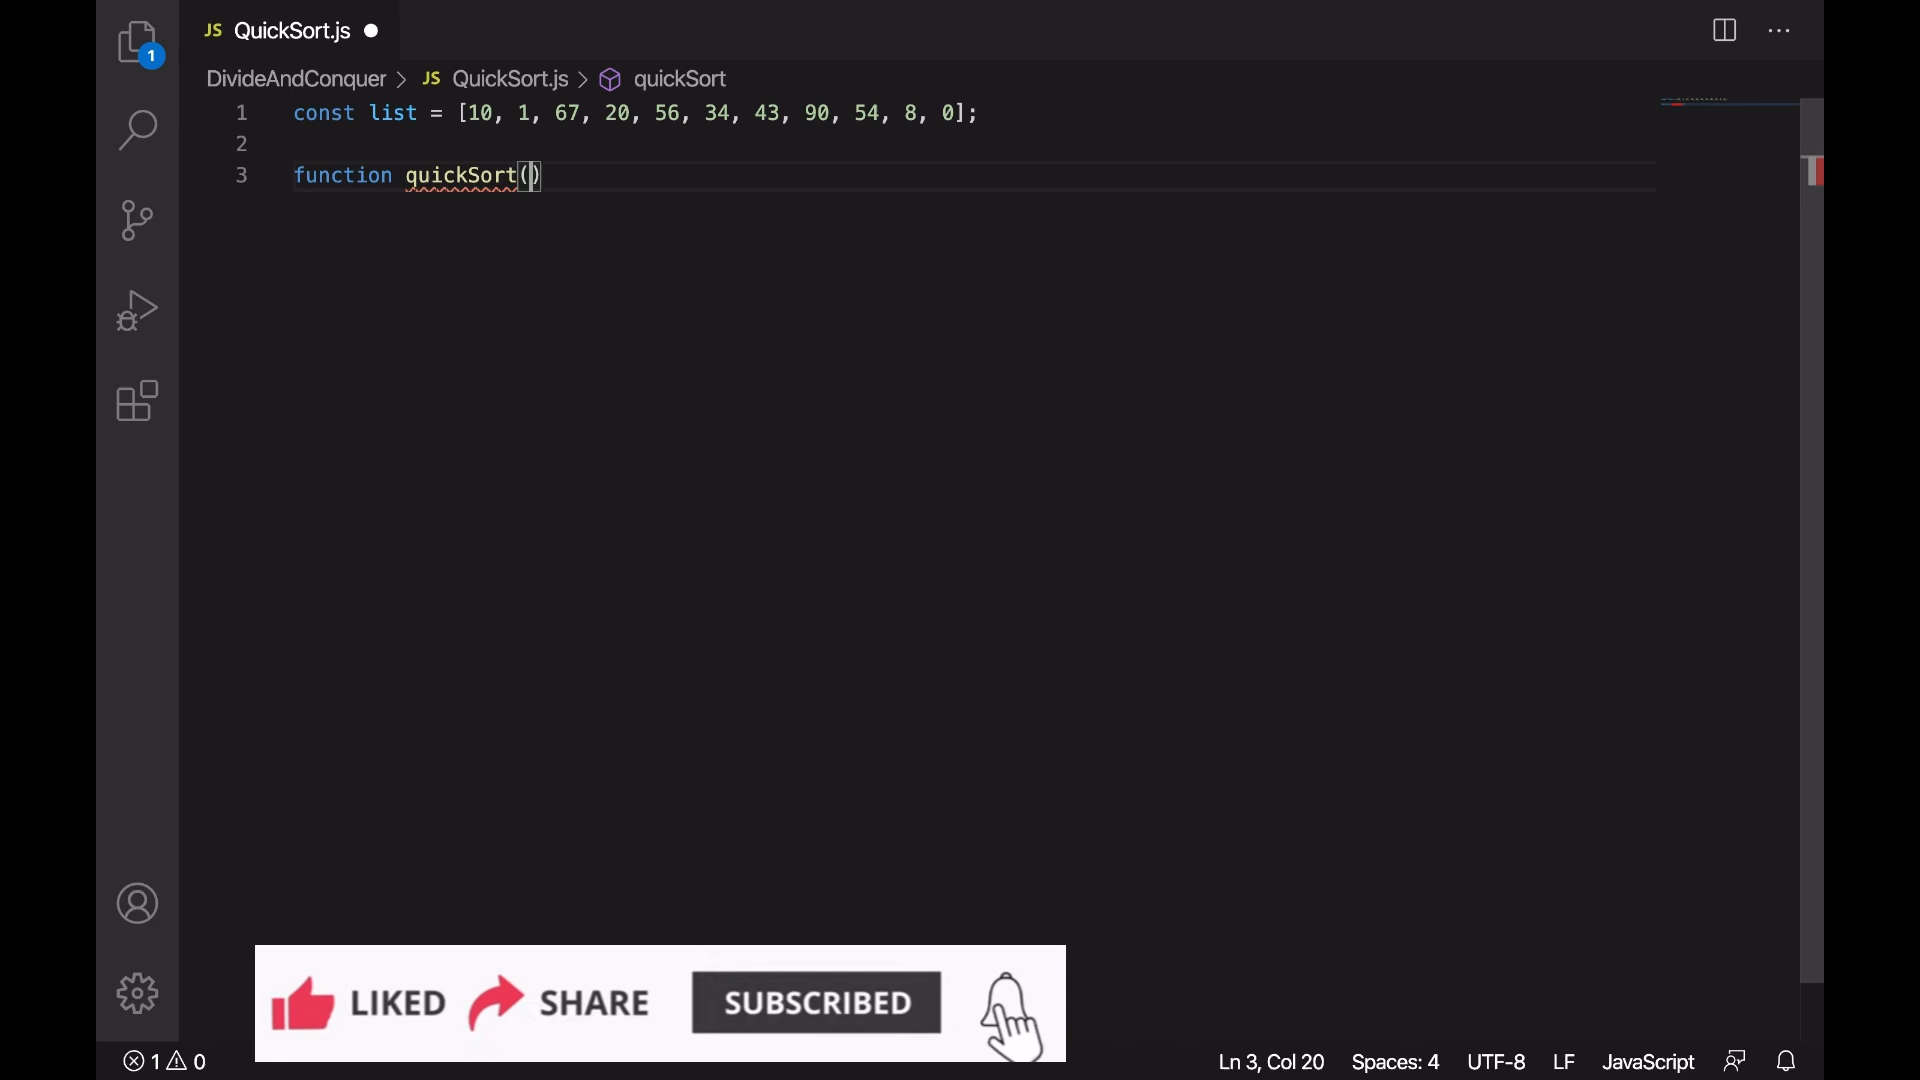 JS QuickSort.js
1
DivideAndConquer > JS QuickSort.js > quickSort
1 const list = [10, 1, 67, 20, 56, 34, 43, 90, 54, 8, 0];
2
3 function quickSort()
LIKED SHARE SUBSCRIBED
1 0 Ln 3, Col 20 Spaces: 4 UTF-8 LF JavaScript